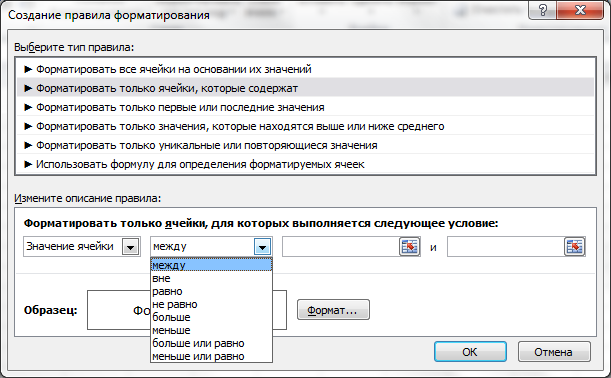 Создание правила форматирования
Выберите тип правила:
► Форматировать все ячейки на основании их значений
► Форматировать только ячейки, которые содержат
► Форматировать только первые или последние значения
► Форматировать только значения, которые находятся выше или ниже среднего
► Форматировать только уникальные или повторяющиеся значения
► Использовать формулу для определения форматируемых ячеек
Измените описание правила:
Форматировать только ячейки, для которых выполняется следующее условие:
Значение ячейки между и
между
вне
равно
не равно
больше
меньше
больше или равно
меньше или равно
Образец: Фо Формат...
ОК Отмена